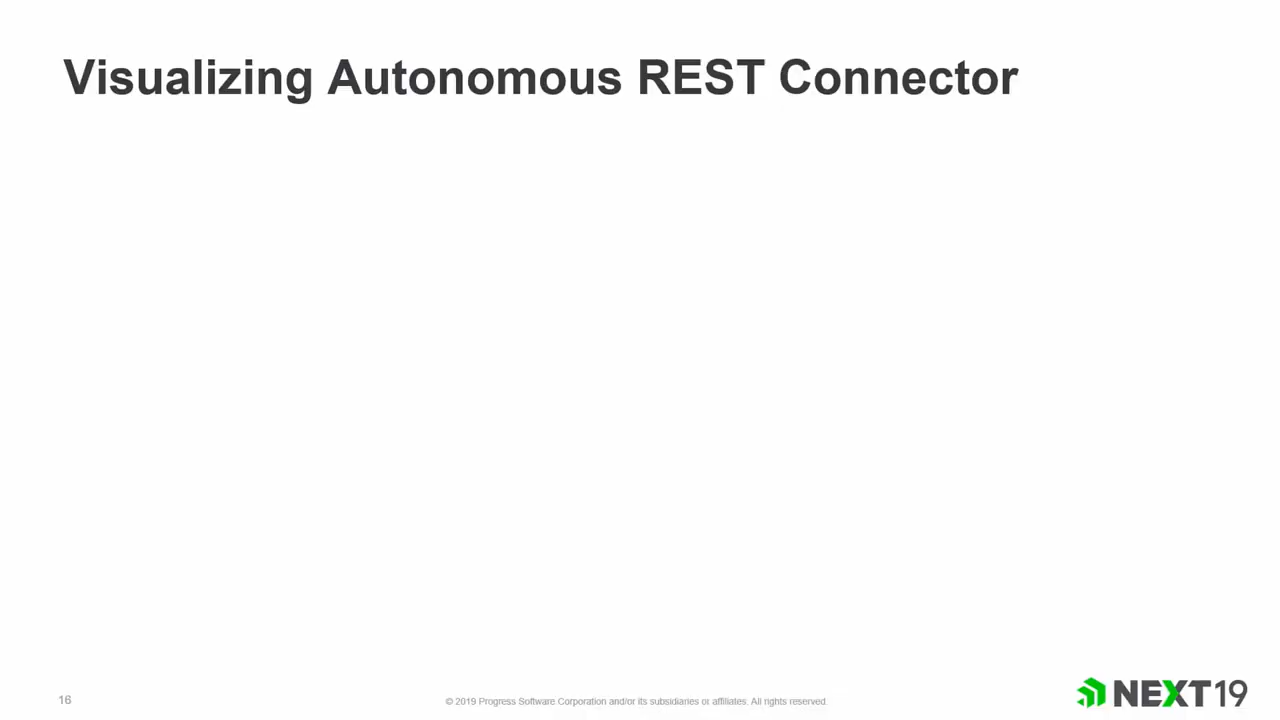 Visualizing Autonomous REST Connector
16
© 2019 Progress Software Corporation and/or its subsidiaries or affiliates. All rights reserved.
NEXT19